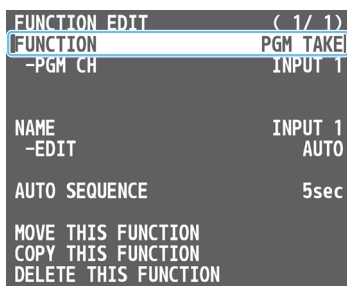 FUNCTION EDIT ( 1/ 1)
FUNCTION PGM TAKE
-PGM CH INPUT 1
NAME INPUT 1
-EDIT AUTO
AUTO SEQUENCE 5sec
MOVE THIS FUNCTION
COPY THIS FUNCTION
DELETE THIS FUNCTION